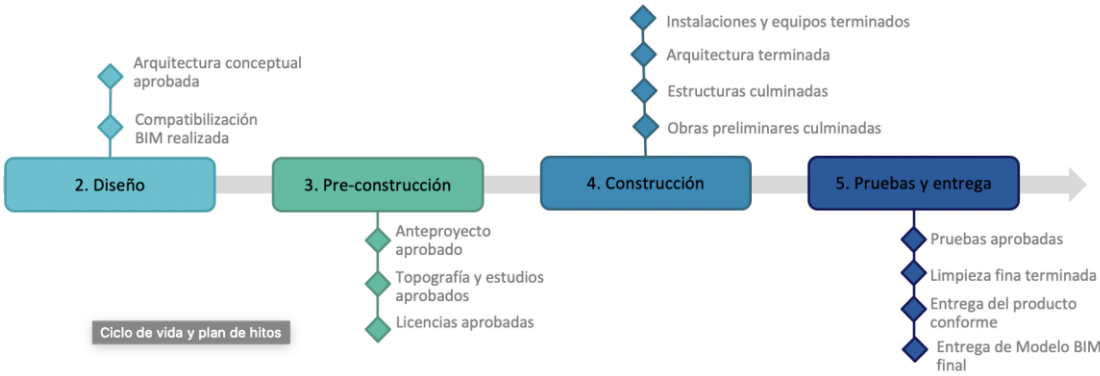 Instalaciones y equipos terminados
Arquitectura terminada
Estructuras culminadas
Obras preliminares culminadas
Arquitectura conceptual
aprobada
Compatibilización
BIM realizada
2. Diseño
3. Pre-construcción
4. Construcción
5. Pruebas y entrega
Anteproyecto
aprobado
Topografía y estudios
aprobados
Licencias aprobadas
Pruebas aprobadas
Limpieza fina terminada
Entrega del producto
conforme
Entrega de Modelo BIM
final
Ciclo de vida y plan de hitos